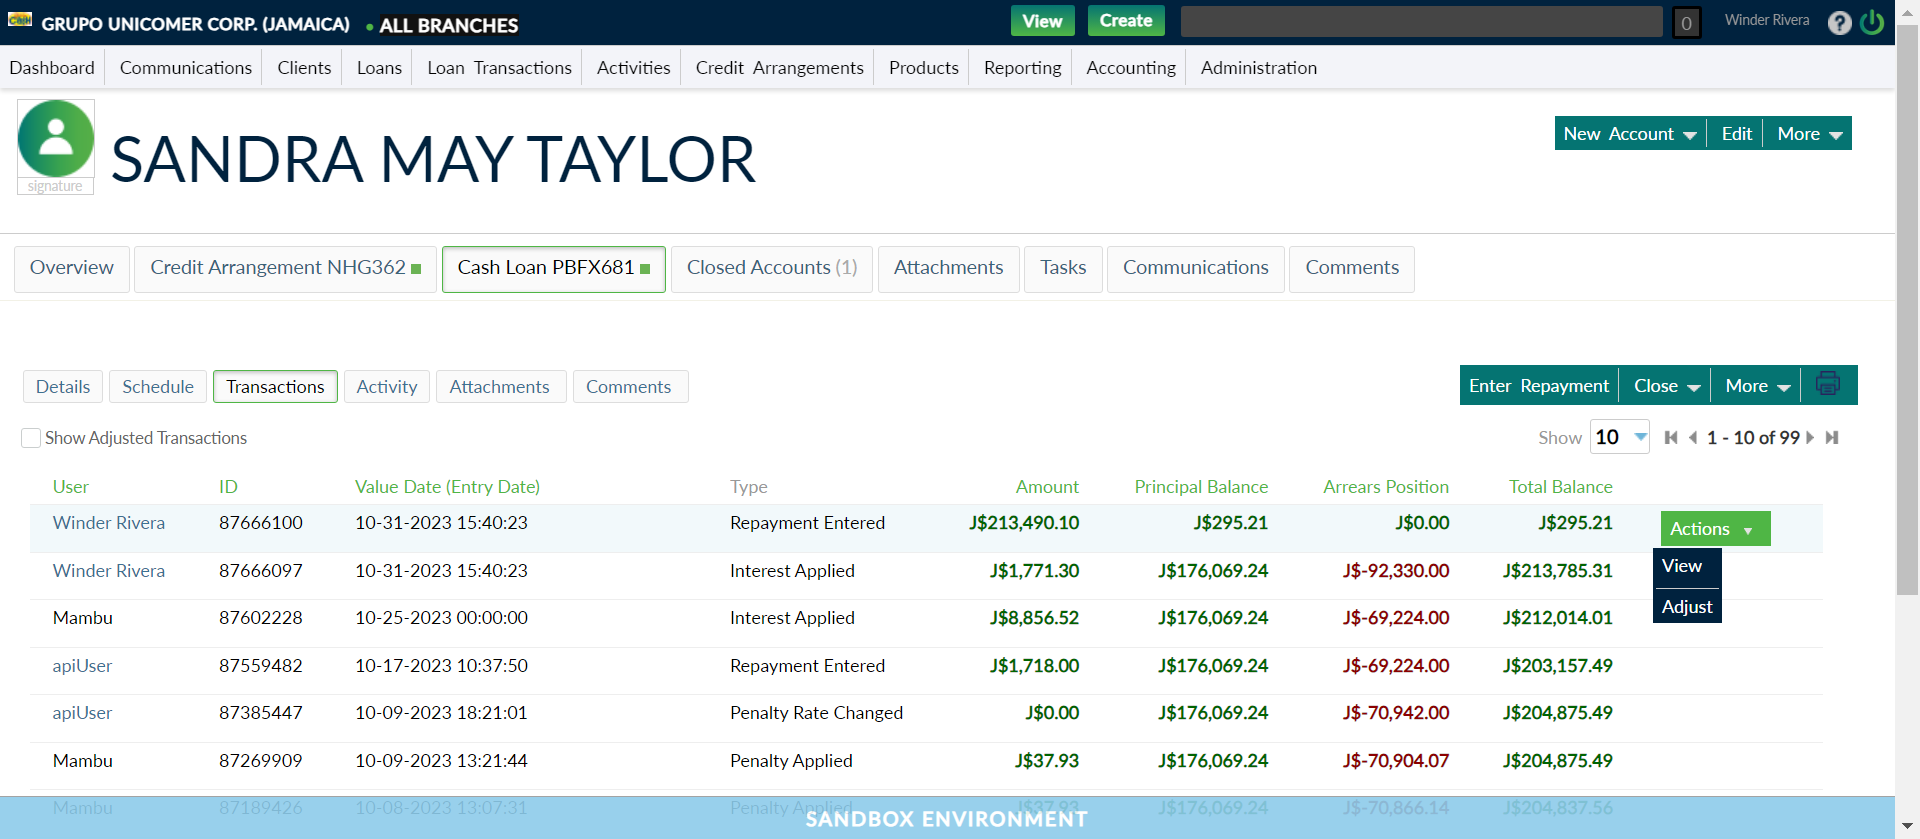 CASH GRUPO UNICOMER CORP. (JAMAICA) • ALL BRANCHES View Create 0 Winder Rivera ?
Dashboard Communications Clients Loans Loan Transactions Activities Credit Arrangements Products Reporting Accounting Administration
signature
SANDRA MAY TAYLOR
New Account Edit More
Overview Credit Arrangement NHG362 Cash Loan PBFX681 Closed Accounts (1) Attachments Tasks Communications Comments
Details Schedule Transactions Activity Attachments Comments Enter Repayment Close More
Show Adjusted Transactions Show 10 1 - 10 of 99
User ID Value Date (Entry Date) Type Amount Principal Balance Arrears Position Total Balance
Winder Rivera 87666100 10-31-2023 15:40:23 Repayment Entered J$213,490.10 J$295.21 J$0.00 J$295.21 Actions
View
Winder Rivera 87666097 10-31-2023 15:40:23 Interest Applied J$1,771.30 J$176,069.24 J$-92,330.00 J$213,785.31
Adjust
Mambu 87602228 10-25-2023 00:00:00 Interest Applied J$8,856.52 J$176,069.24 J$-69,224.00 J$212,014.01
apiUser 87559482 10-17-2023 10:37:50 Repayment Entered J$1,718.00 J$176,069.24 J$-69,224.00 J$203,157.49
apiUser 87385447 10-09-2023 18:21:01 Penalty Rate Changed J$0.00 J$176,069.24 J$-70,942.00 J$204,875.49
Mambu 87269909 10-09-2023 13:21:44 Penalty Applied J$37.93 J$176,069.24 J$-70,904.07 J$204,875.49
Mambu 87189426 10-08-2023 13:07:31 Penalty Applied J$37.93 J$176,069.24 J$-70,866.14 J$204,837.56
SANDBOX ENVIRONMENT